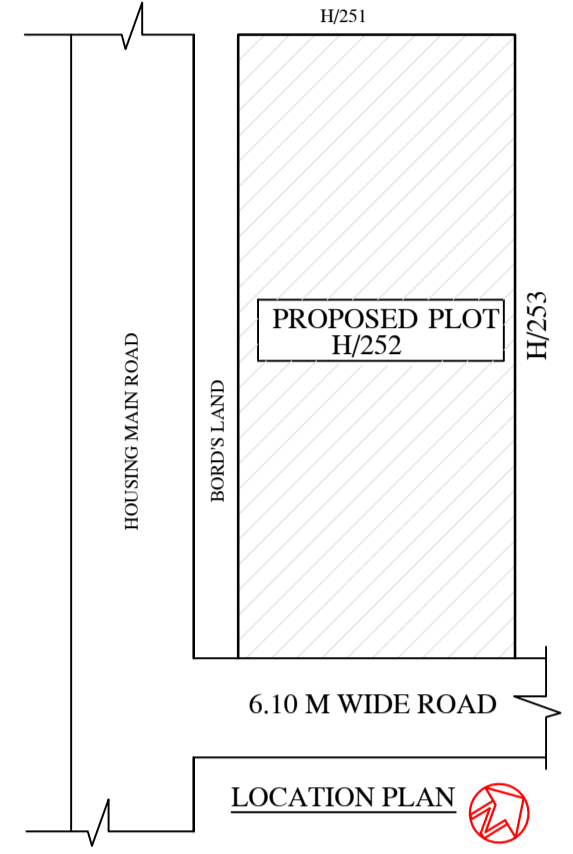 H/251
PROPOSED PLOT
H/252
H/253
HOUSING MAIN ROAD
BORD'S LAND
6.10 M WIDE ROAD
LOCATION PLAN